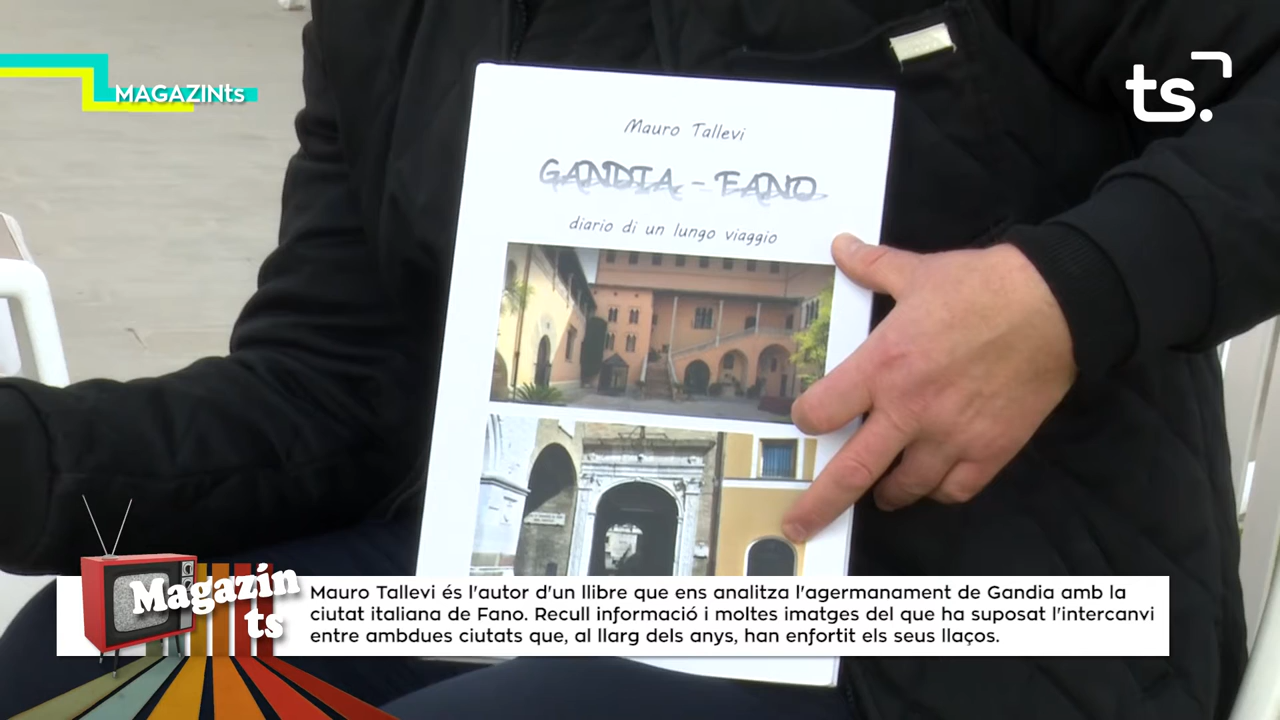 MAGAZINts
ts.
Mauro Tallevi
GANDIA - FANO
diario di un lungo viaggio
Magazin
ts
Mauro Tallevi és l'autor d'un llibre que ens analitza l'agermanament de Gandia amb la
ciutat italiana de Fano. Recull informació i moltes imatges del que ha suposat l'intercanvi
entre ambdues ciutats que, al llarg dels anys, han enfortit els seus llaços.